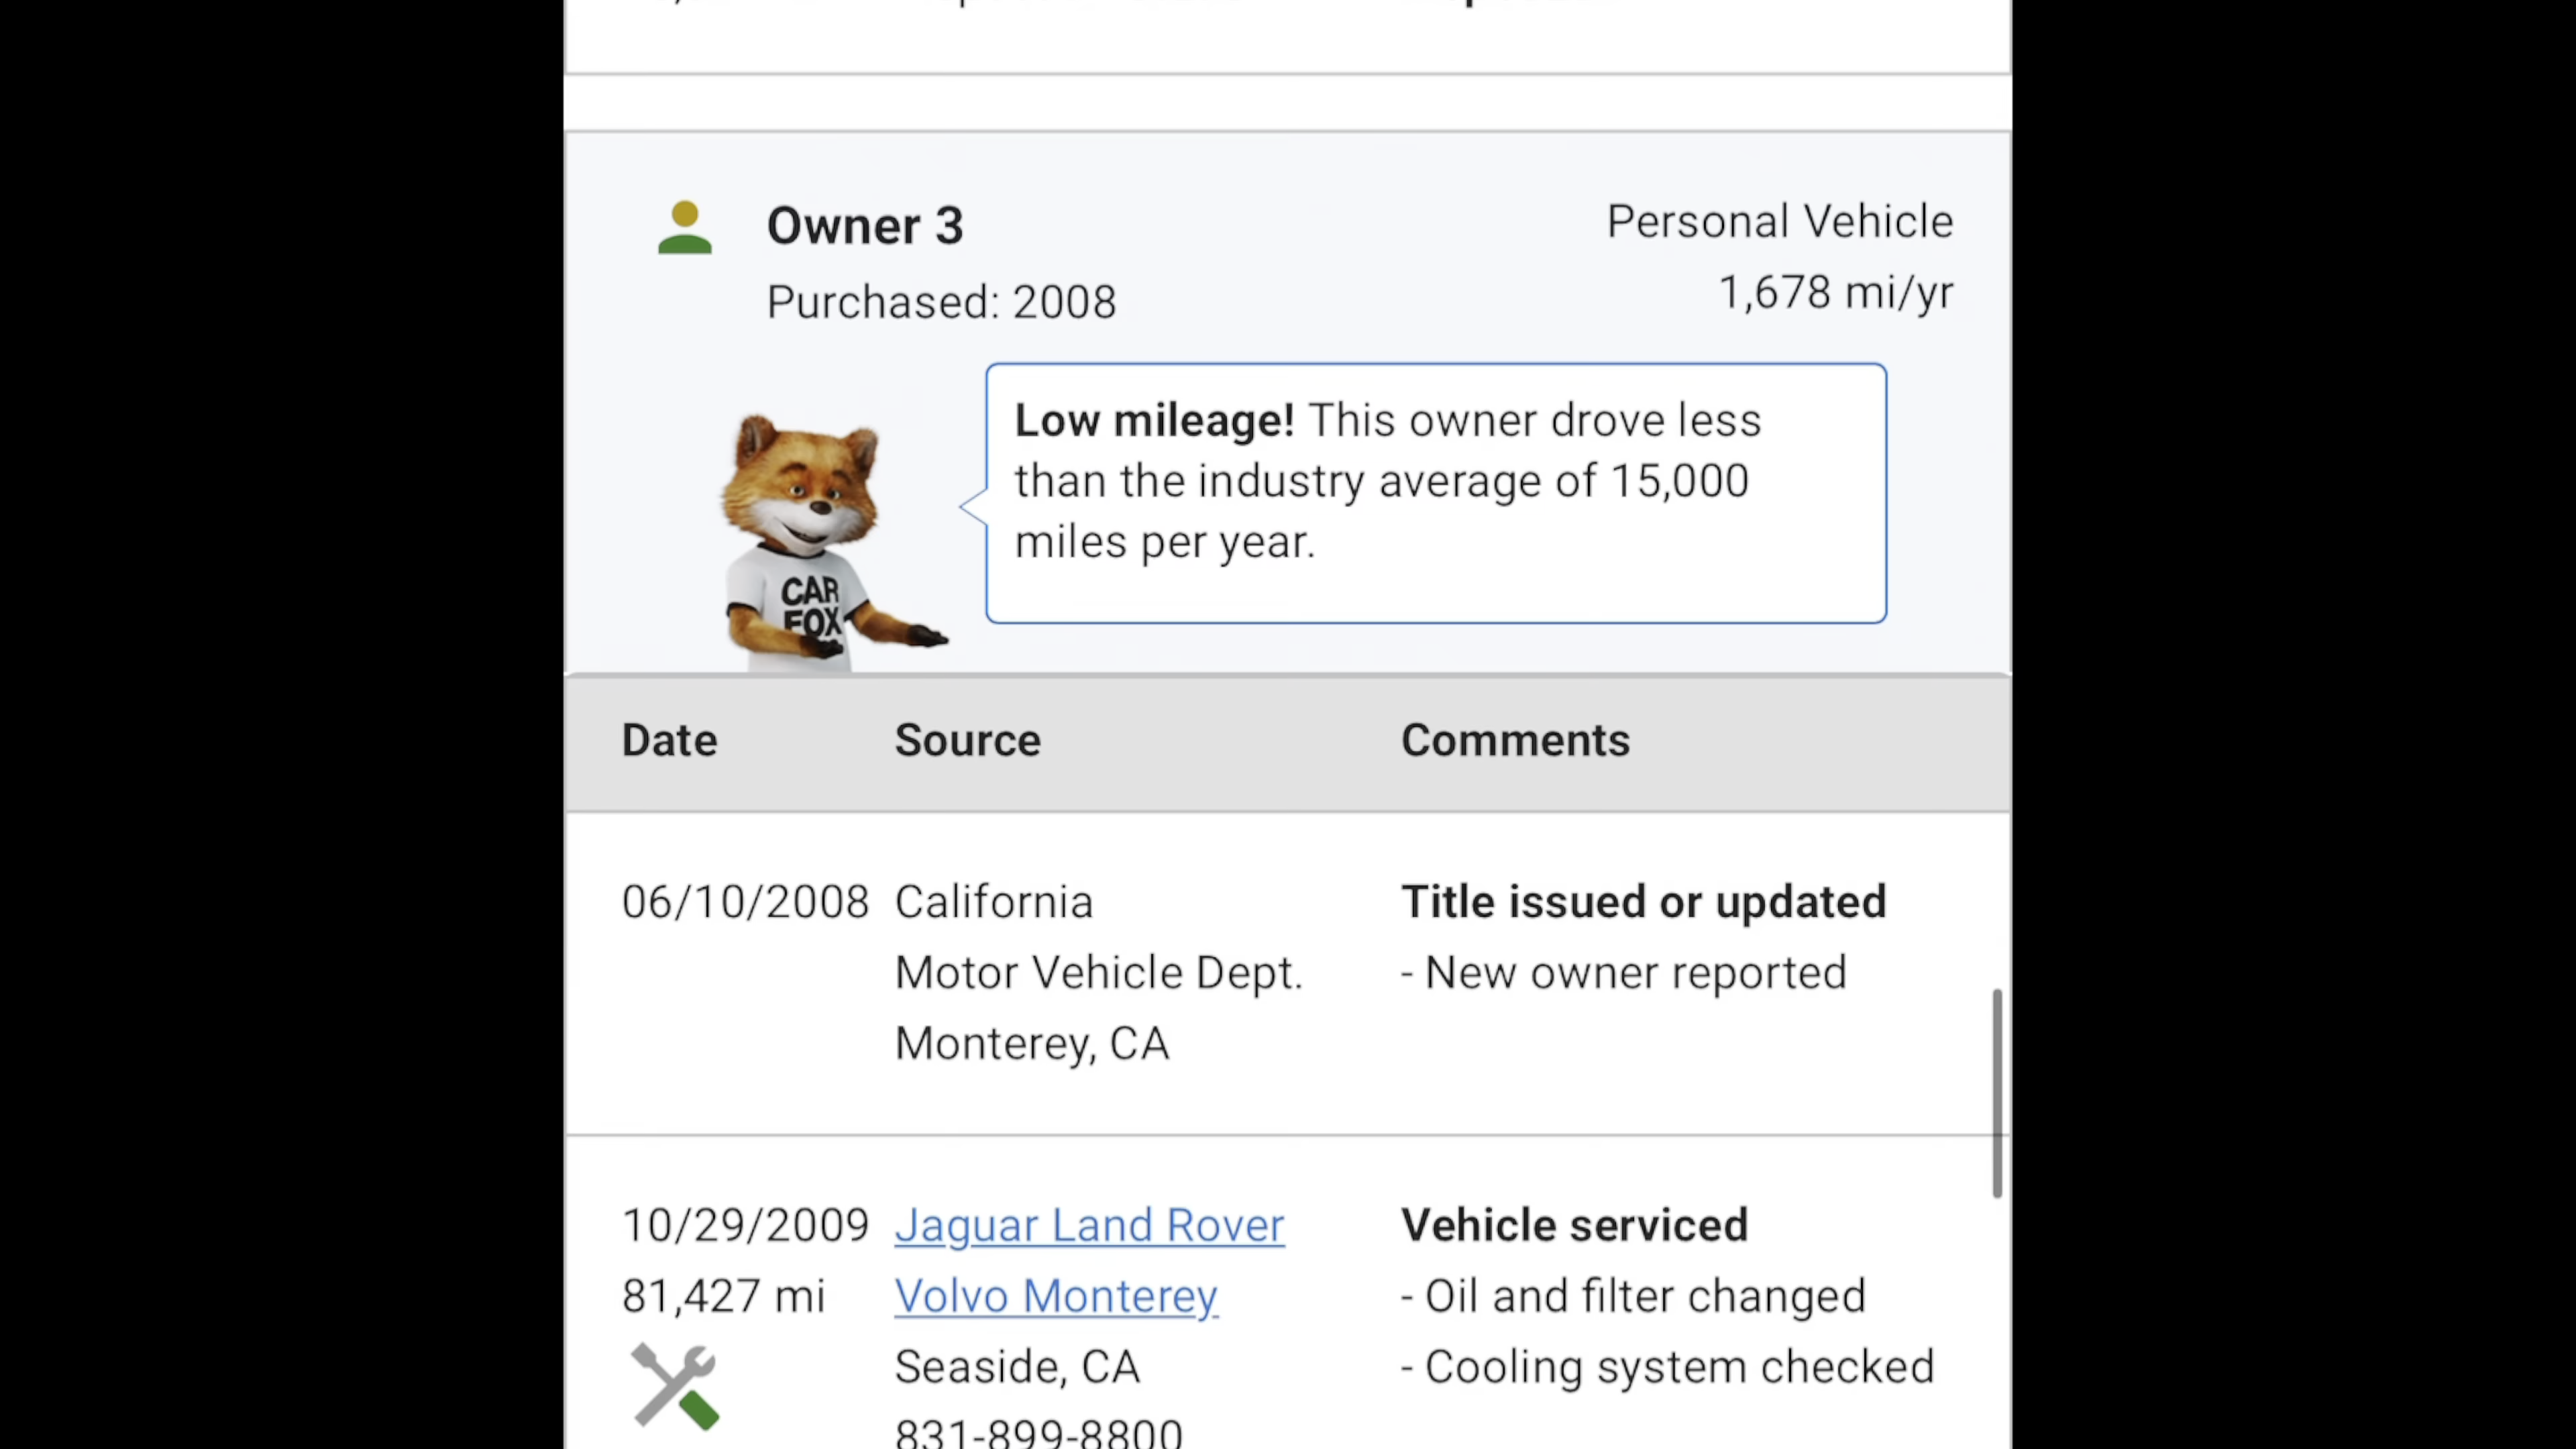 Owner 3
Personal Vehicle
Purchased: 2008
1,678 mi/yr
Low mileage! This owner drove less
than the industry average of 15,000
miles per year.
CAR
FOX
Date Source Comments
06/10/2008 California Title issued or updated
Motor Vehicle Dept. - New owner reported
Monterey, CA
10/29/2009 Jaguar Land Rover Vehicle serviced
81,427 mi Volvo Monterey - Oil and filter changed
Seaside, CA - Cooling system checked
831-899-8800